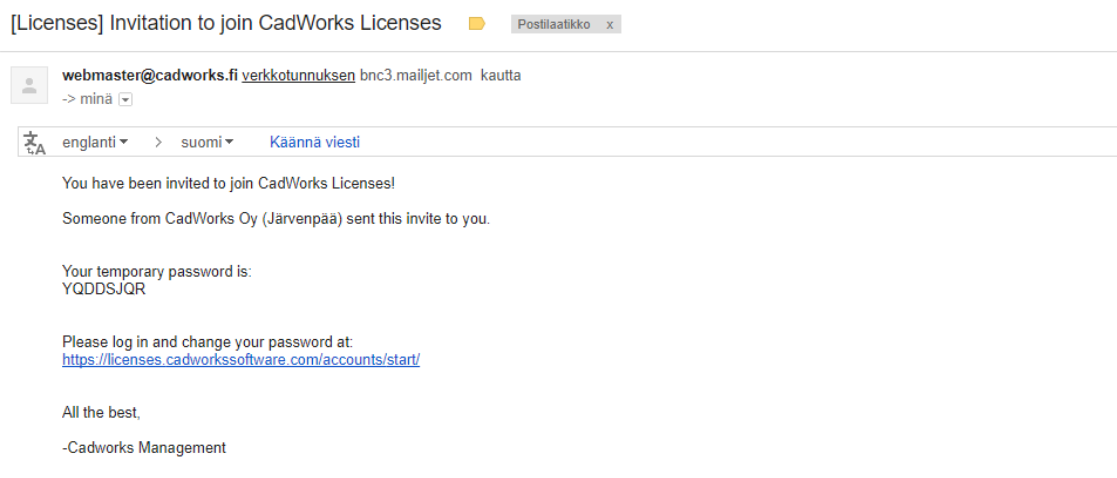 [Licenses] Invitation to join CadWorks Licenses Postilaatikko x
webmaster@cadworks.fi verkkotunnuksen bnc3.mailjet.com kautta
-> minä
englanti > suomi Käännä viesti
You have been invited to join CadWorks Licenses!
Someone from CadWorks Oy (Järvenpää) sent this invite to you.
Your temporary password is:
YQDDSJQR
Please log in and change your password at:
https://licenses.cadworkssoftware.com/accounts/start/
All the best,
-Cadworks Management